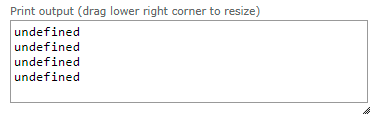 Print output (drag lower right corner to resize)
undefined
undefined
undefined
undefined